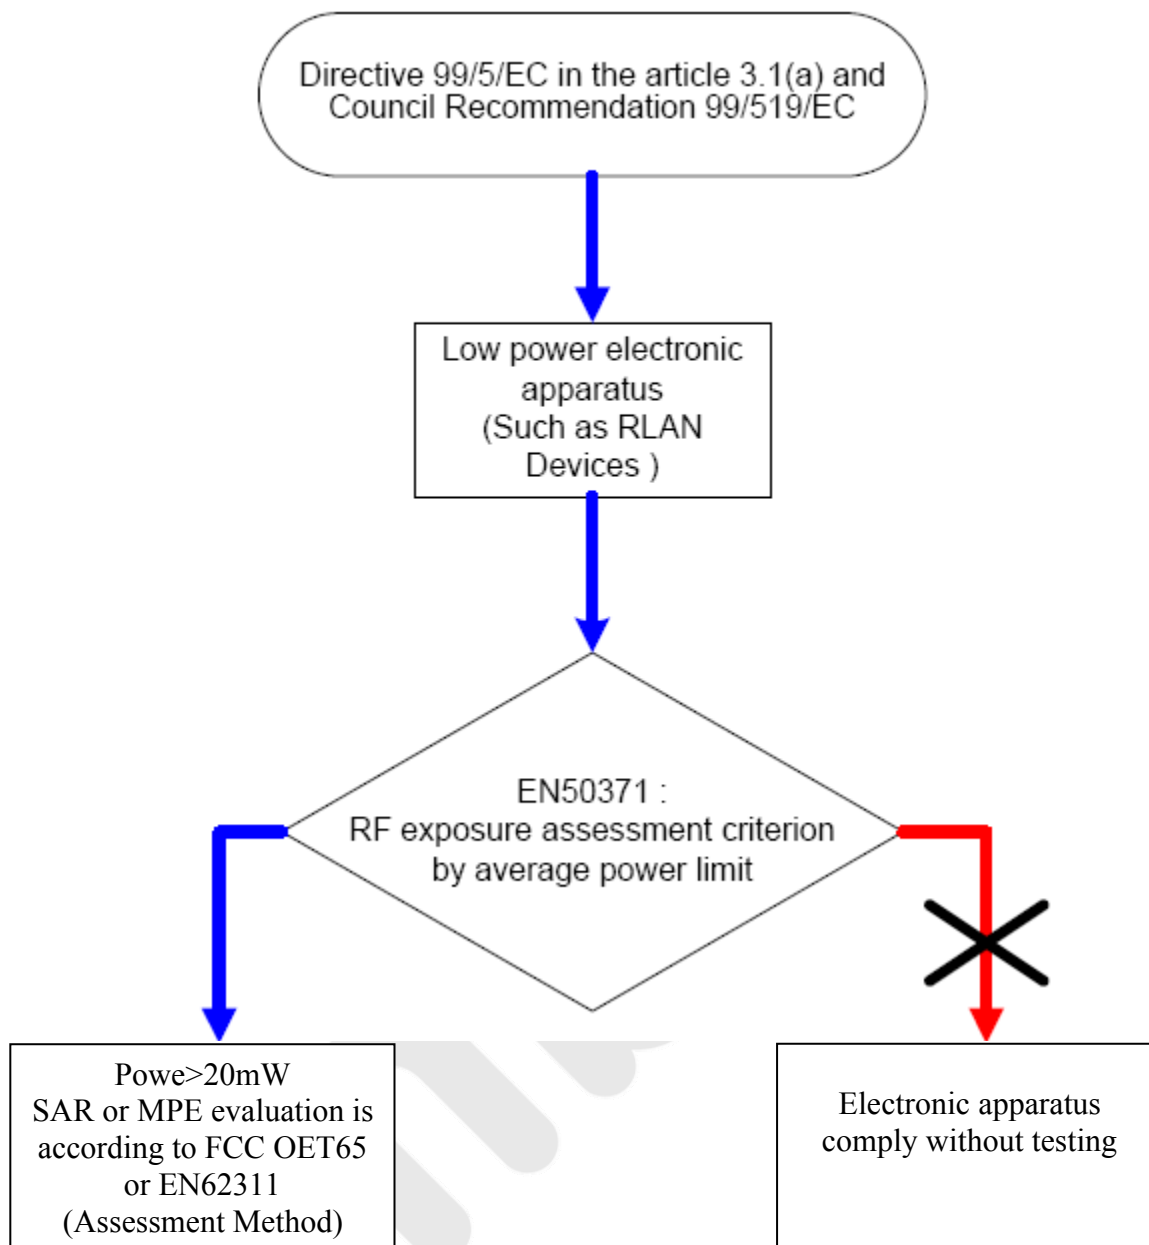 Directive 99/5/EC in the article 3.1(a) and
Council Recommendation 99/519/EC
Low power electronic
apparatus
(Such as RLAN
Devices )
EN50371 :
RF exposure assessment criterion
by average power limit
Powe>20mW
SAR or MPE evaluation is
according to FCC OET65
or EN62311
(Assessment Method)
Electronic apparatus
comply without testing